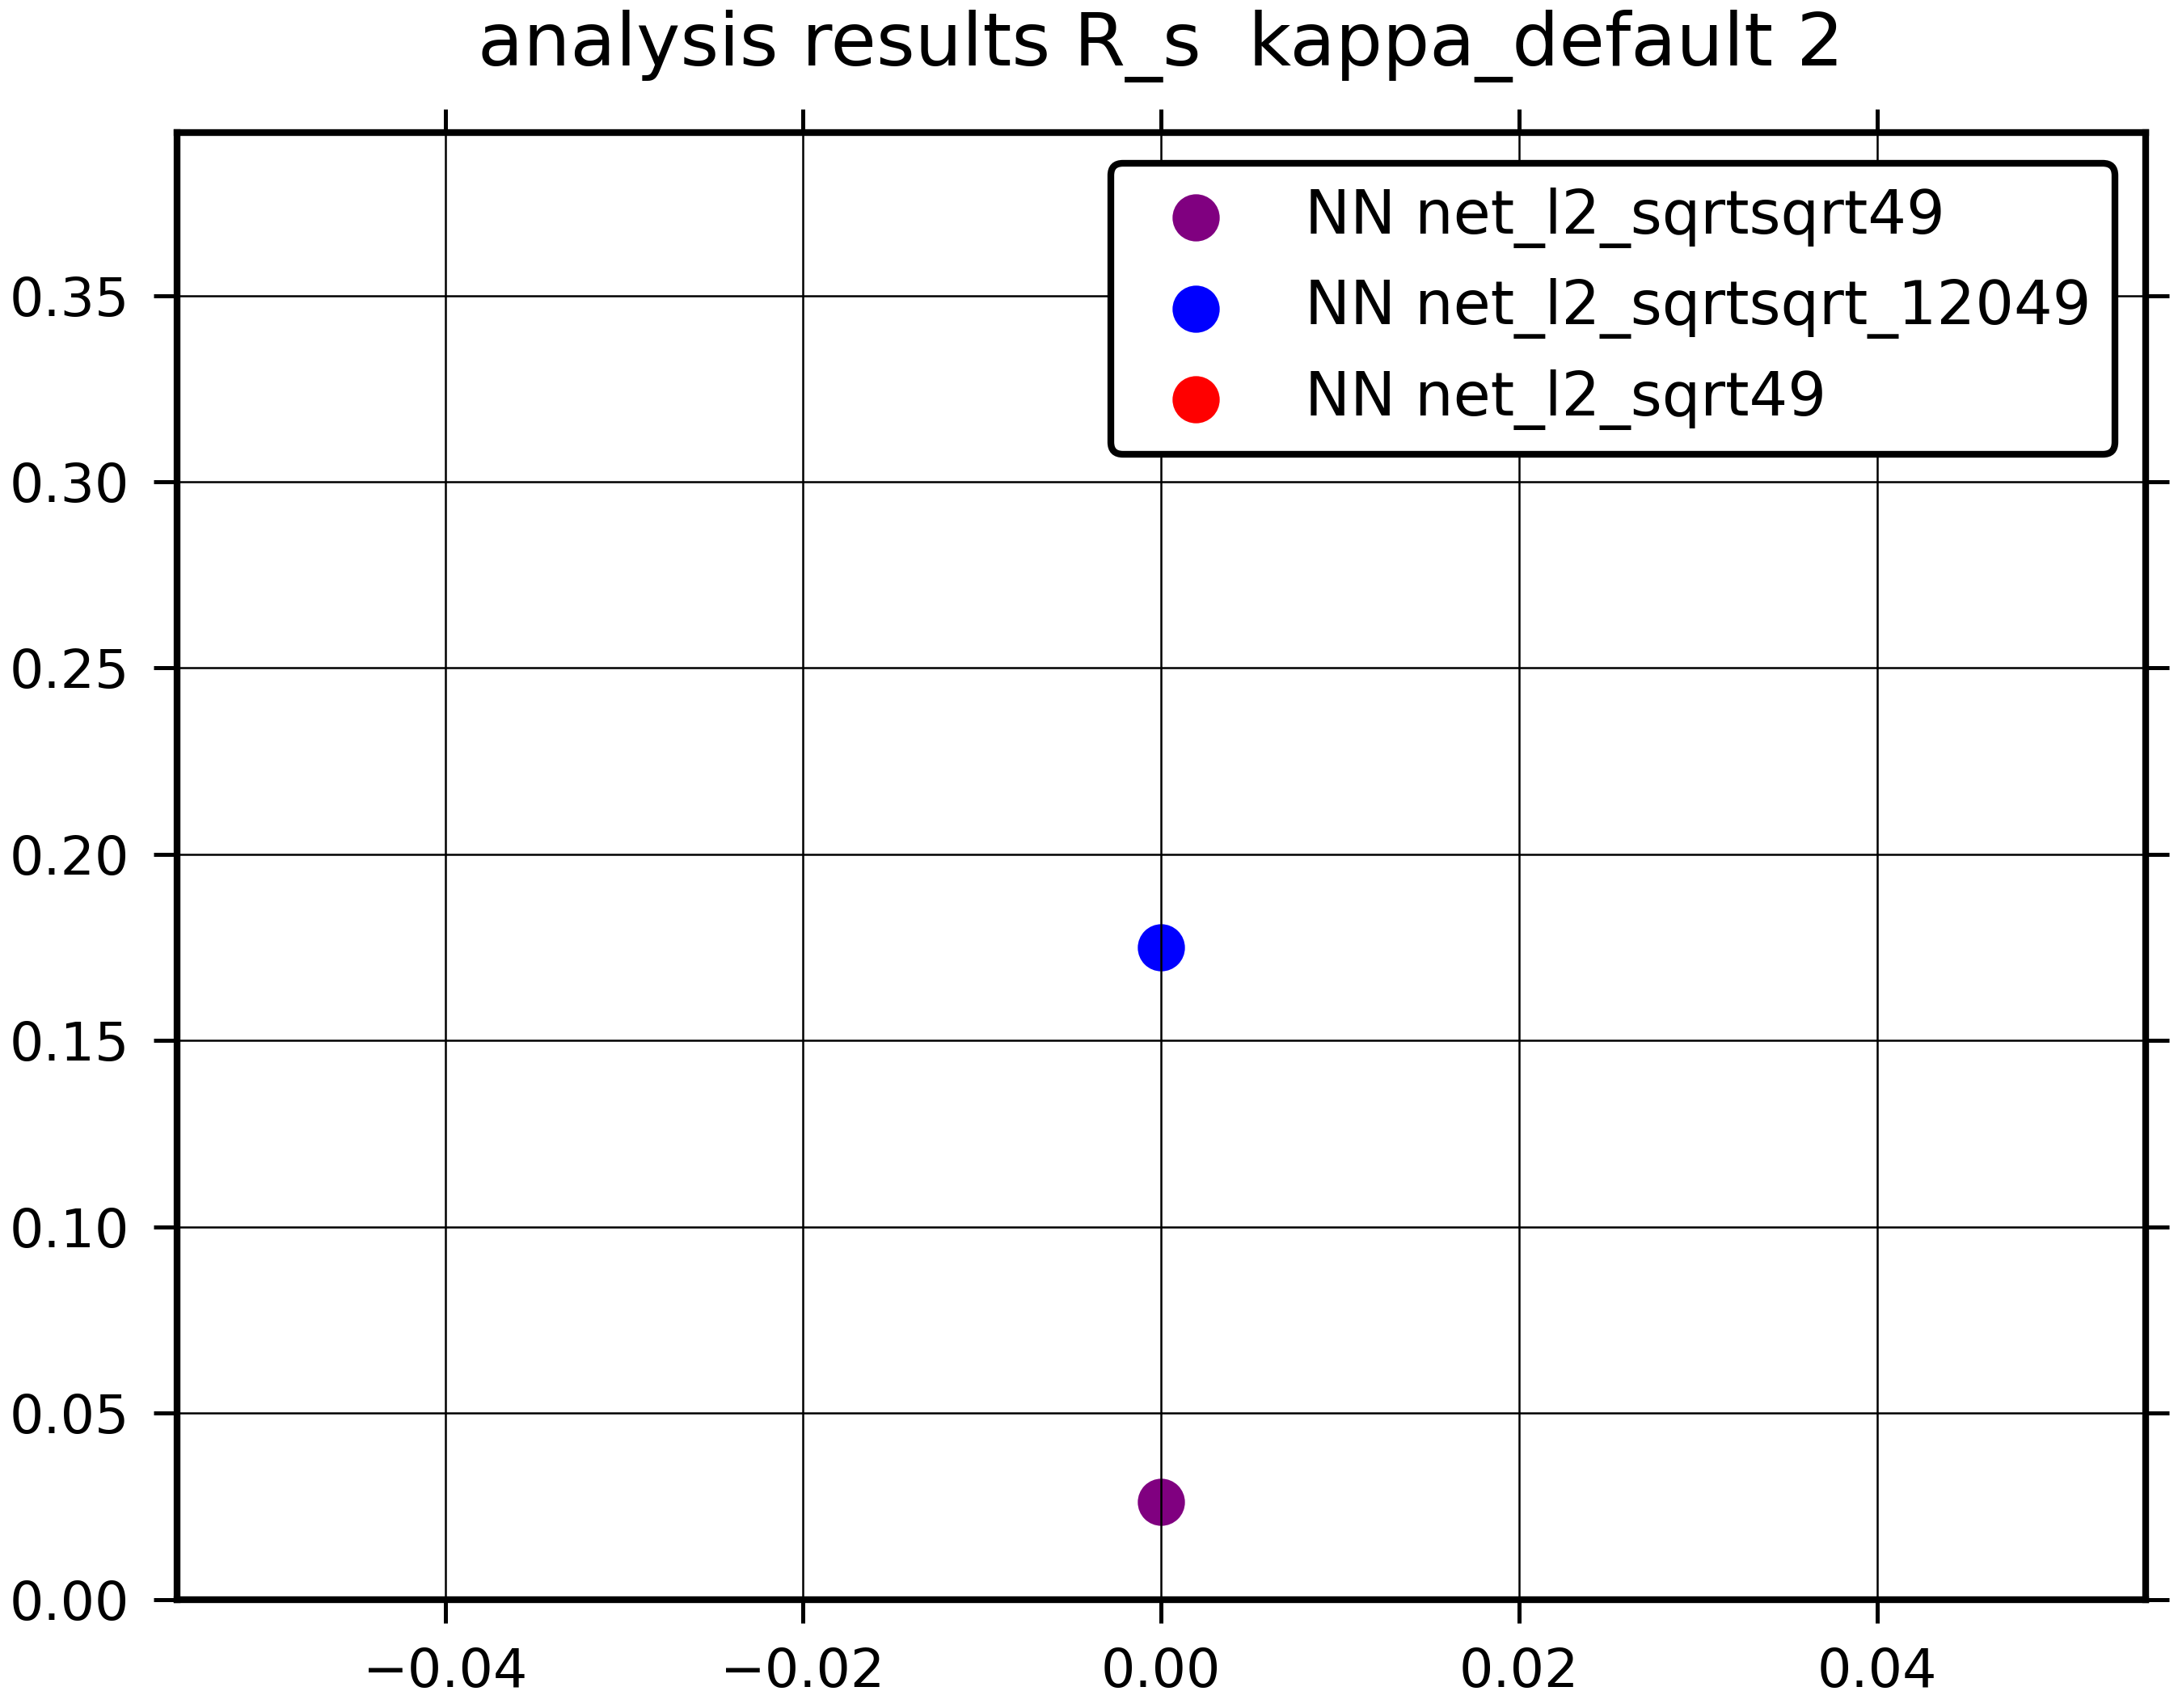 analysis results R_s  kappa_default 2
NN net_l2_sqrtsqrt49
NN net_l2_sqrtsqrt_12049
NN net_l2_sqrt49
0.35
0.30
0.25
0.20
0.15
0.10
0.05
0.00
−0.04 −0.02 0.00 0.02 0.04